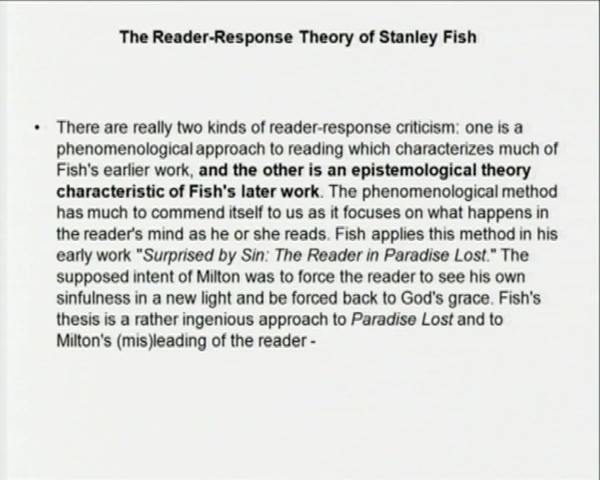 The Reader-Response Theory of Stanley Fish
• There are really two kinds of reader-response criticism: one is a
phenomenological approach to reading which characterizes much of
Fish's earlier work, and the other is an epistemological theory
characteristic of Fish's later work. The phenomenological method
has much to commend itself to us as it focuses on what happens in
the reader's mind as he or she reads. Fish applies this method in his
early work "Surprised by Sin: The Reader in Paradise Lost." The
supposed intent of Milton was to force the reader to see his own
sinfulness in a new light and be forced back to God's grace. Fish's
thesis is a rather ingenious approach to Paradise Lost and to
Milton's (mis)leading of the reader -